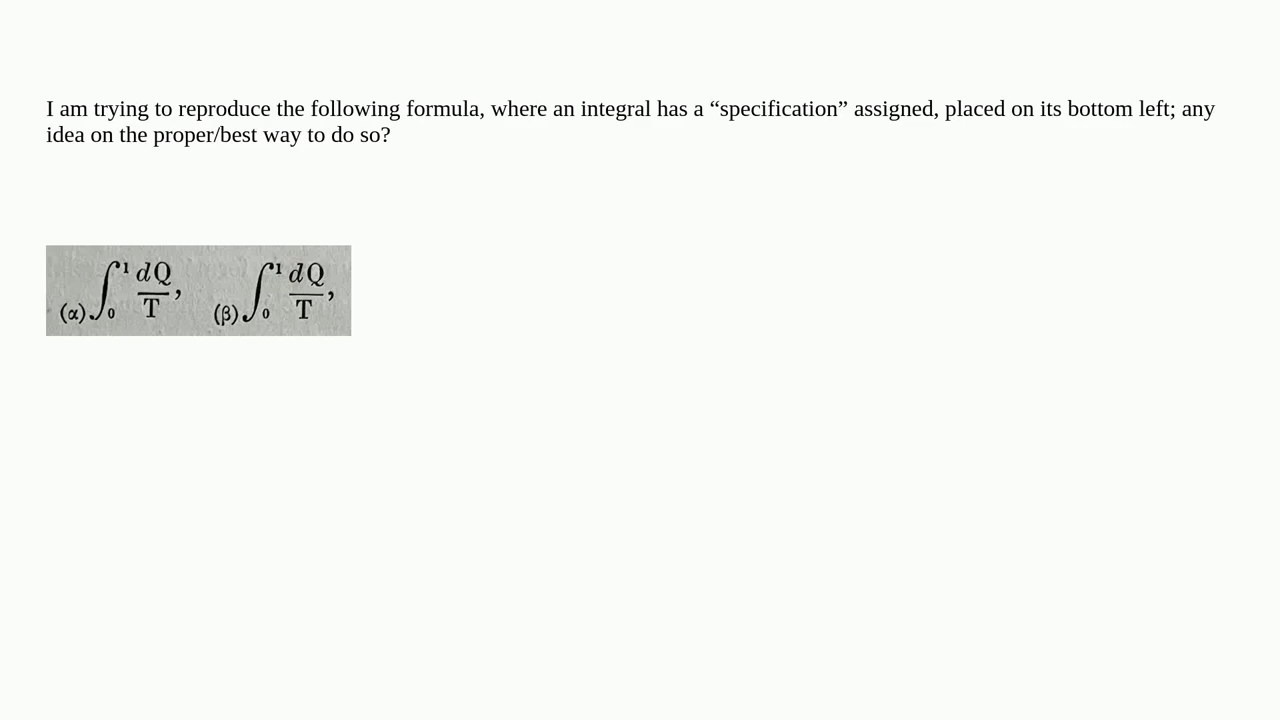 I am trying to reproduce the following formula, where an integral has a “specification” assigned, placed on its bottom left; any
idea on the proper/best way to do so?
(α)∫₀¹ dQ/T, (β)∫₀¹ dQ/T,